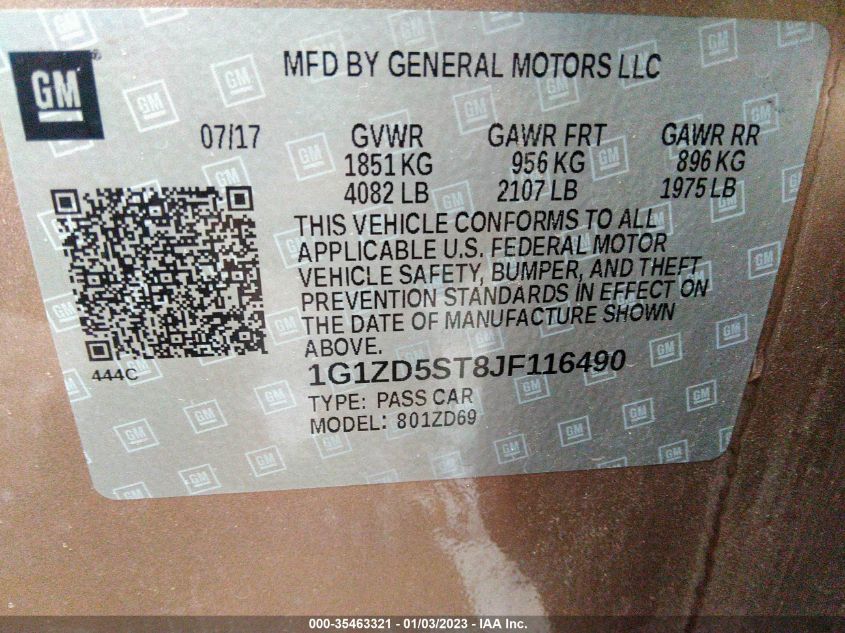 GM
MFD BY GENERAL MOTORS LLC
07/17 GVWR GAWR FRT GAWR RR
1851 KG 956 KG 896 KG
4082 LB 2107 LB 1975 LB
THIS VEHICLE CONFORMS TO ALL
APPLICABLE U.S. FEDERAL MOTOR
VEHICLE SAFETY, BUMPER, AND THEFT
PREVENTION STANDARDS IN EFFECT ON
THE DATE OF MANUFACTURE SHOWN
ABOVE.
444C
1G1ZD5ST8JF116490
TYPE: PASS CAR
MODEL: 801ZD69
000-35463321 - 01/03/2023 - IAA Inc.